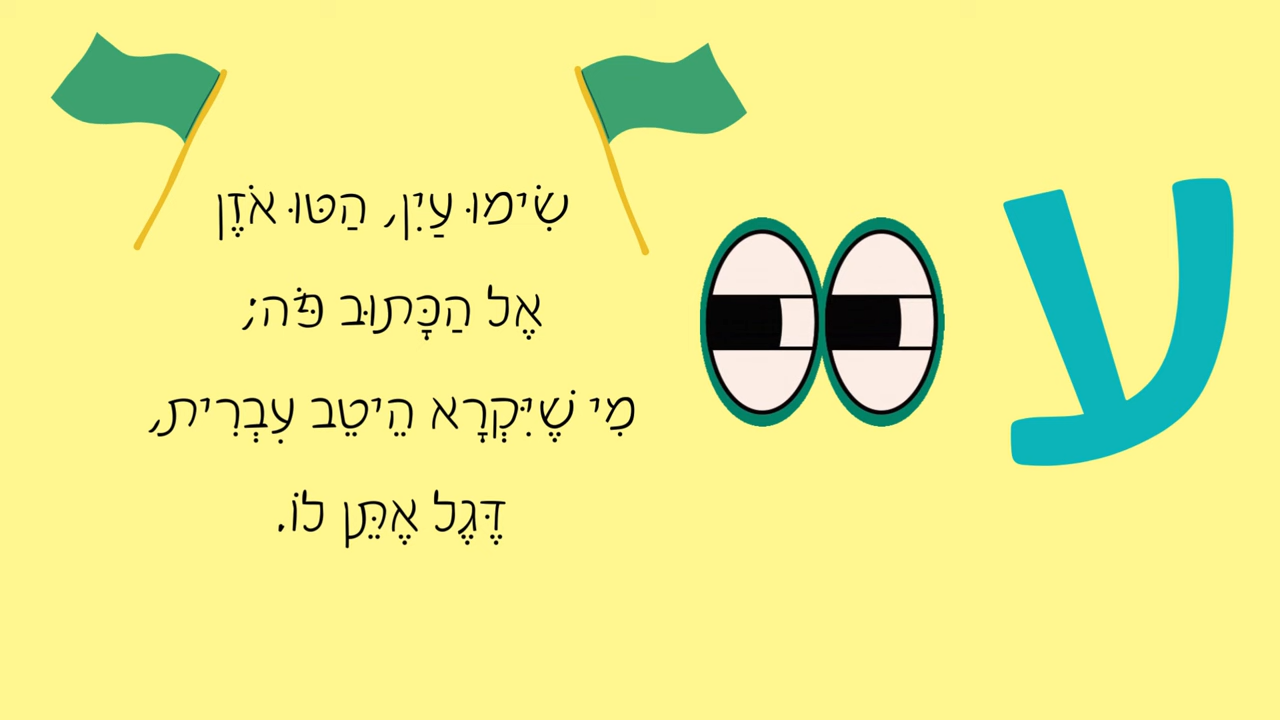 שִׂימוּ עַיִן, הַטּוּ אֹזֶן
אֶל הַכָּתוּב פֹּה;
מִי שֶׁיִּקְרָא הֵיטֵב עִבְרִית,
דֶּגֶל אֶתֵּן לוֹ.
ע